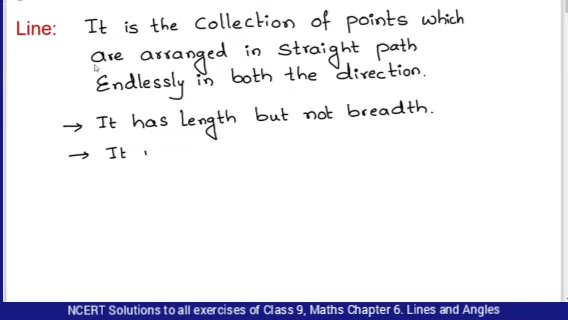 Line: It is the collection of points which
are arranged in straight path
Endlessly in both the direction.
→ It has length but not breadth.
→ It
NCERT Solutions to all exercises of Class 9, Maths Chapter 6. Lines and Angles